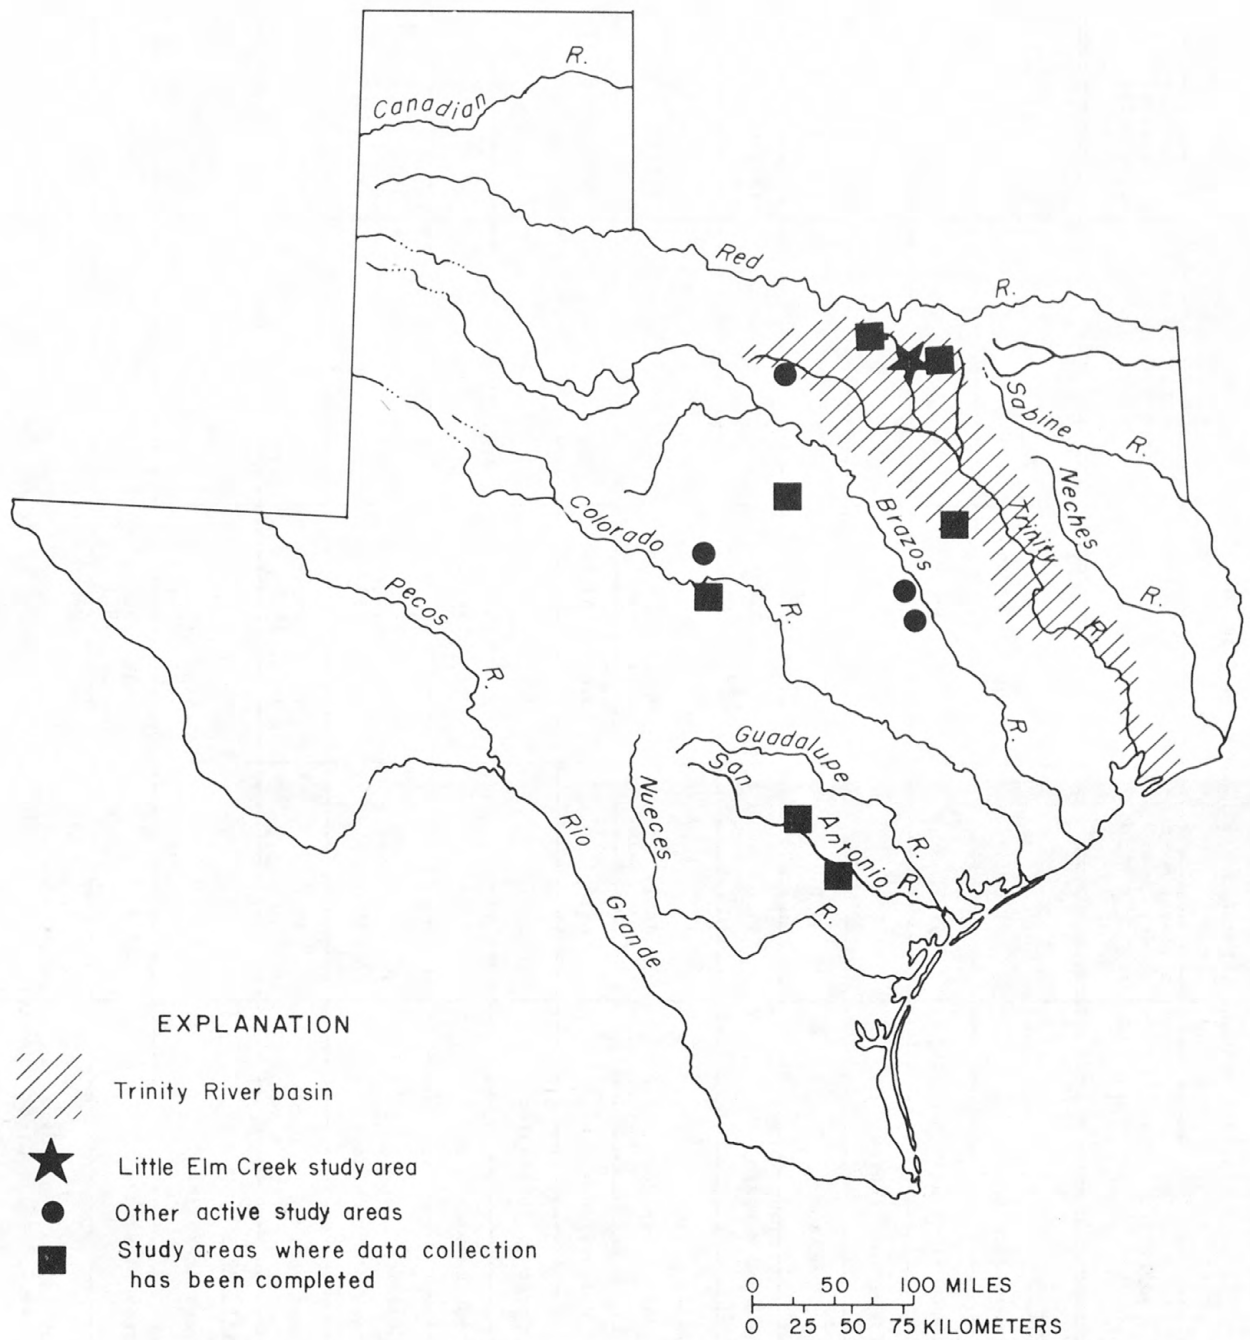 R.
Canadian
Red
R.
Sabine
R.
Neches
R.
Trinity
R.
Brazos
R.
Colorado
R.
Pecos
R.
Guadalupe
R.
San
Antonio
R.
Nueces
R.
Rio
Grande
EXPLANATION
Trinity River basin
Little Elm Creek study area
Other active study areas
Study areas where data collection
has been completed
0 50 100 MILES
0 25 50 75 KILOMETERS